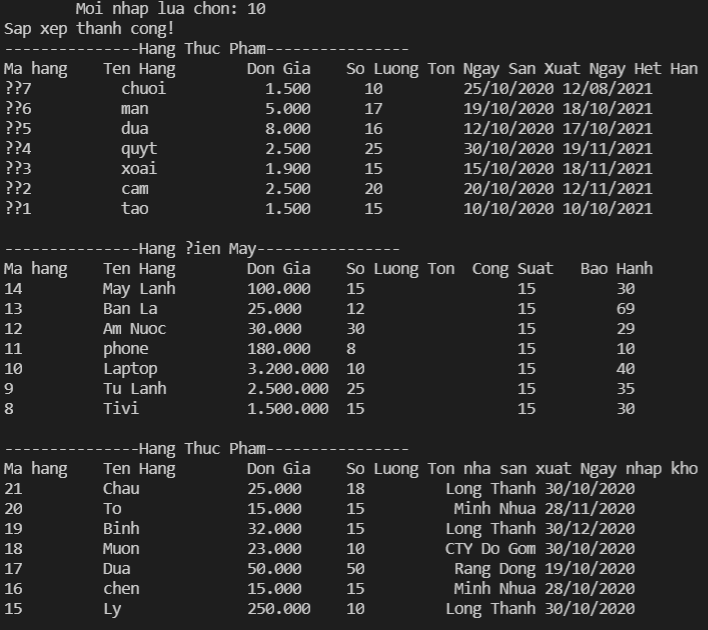 Moi nhap lua chon: 10
Sap xep thanh cong!
---------------Hang Thuc Pham----------------
Ma hang    Ten Hang        Don Gia    So Luong Ton Ngay San Xuat Ngay Het Han
??7          chuoi           1.500      10         25/10/2020 12/08/2021
??6          man             5.000      17         19/10/2020 18/10/2021
??5          dua             8.000      16         12/10/2020 17/10/2021
??4          quyt            2.500      25         30/10/2020 19/11/2021
??3          xoai            1.900      15         15/10/2020 18/11/2021
??2          cam             2.500      20         20/10/2020 12/11/2021
??1          tao             1.500      15         10/10/2020 10/10/2021
---------------Hang ?ien May----------------
Ma hang    Ten Hang        Don Gia    So Luong Ton  Cong Suat   Bao Hanh
14         May Lanh        100.000    15                 15         30
13         Ban La          25.000     12                 15         69
12         Am Nuoc         30.000     30                 15         29
11         phone           180.000    8                  15         10
10         Laptop          3.200.000  10                 15         40
9          Tu Lanh         2.500.000  25                 15         35
8          Tivi            1.500.000  15                 15         30
---------------Hang Thuc Pham----------------
Ma hang    Ten Hang        Don Gia    So Luong Ton nha san xuat Ngay nhap kho
21         Chau            25.000     18         Long Thanh 30/10/2020
20         To              15.000     15          Minh Nhua 28/11/2020
19         Binh            32.000     15         Long Thanh 30/12/2020
18         Muon            23.000     10         CTY Do Gom 30/10/2020
17         Dua             50.000     50          Rang Dong 19/10/2020
16         chen            15.000     15          Minh Nhua 28/10/2020
15         Ly              250.000    10         Long Thanh 30/10/2020